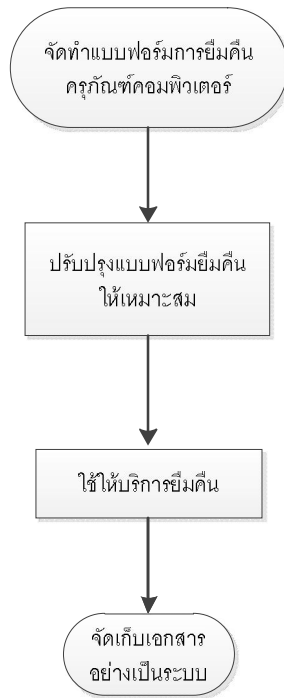 จัดทำแบบฟอร์มการยืมคืน
ครุภัณฑ์คอมพิวเตอร์
ปรับปรุงแบบฟอร์มยืมคืน
ให้เหมาะสม
ใช้ให้บริการยืมคืน
จัดเก็บเอกสาร
อย่างเป็นระบบ